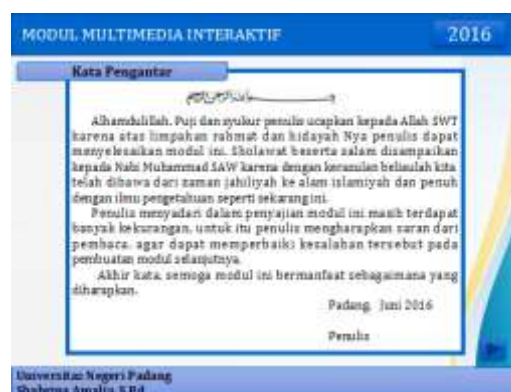 MODUL MULTIMEDIA INTERAKTIF
2016
Kata Pengantar
Alhamdulillah. Puji dan syukur penulis ucapkan kepada Allah SWT
karena atas limpahan rahmat dan hidayah Nya penulis dapat
menyelesaikan modul ini. Sholawat beserta salam disampaikan
kepada Nabi Muhammad SAW karena dengan kerasulan beliaulah kita
telah dibawa dari zaman jahiliyah ke alam islamiyah dan penuh
dengan ilmu pengetahuan seperti sekarang ini.
Penulis menyadari dalam penyajian modul ini masih terdapat
banyak kekurangan, untuk itu penulis mengharapkan saran dari
pembaca, agar dapat memperbaiki kesalahan tersebut pada
pembuatan modul selanjutnya.
Akhir kata, semoga modul ini bermanfaat sebagaimana yang
diharapkan.
Padang, Juni 2016
Penulis
Universitas Negeri Padang
Amalia, S.Pd